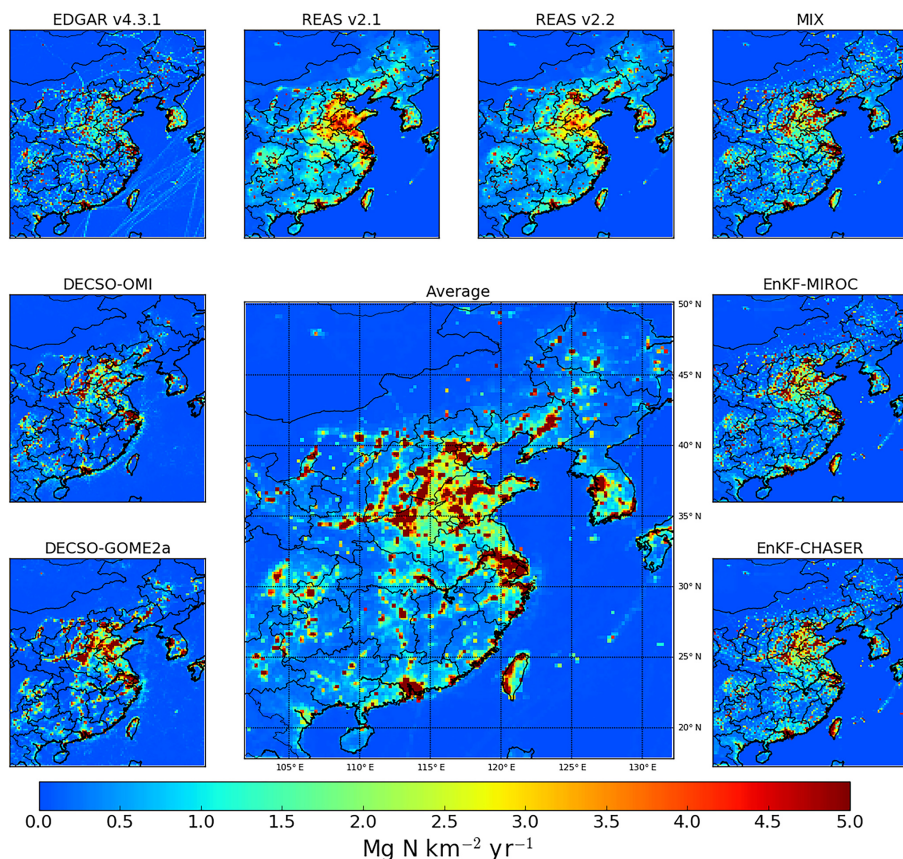 EDGAR v4.3.1
REAS v2.1
REAS v2.2
MIX
DECSO-OMI
Average
EnKF-MIROC
50° N
45° N
40° N
35° N
30° N
25° N
20° N
DECSO-GOME2a
EnKF-CHASER
105° E 110° E 115° E 120° E 125° E 130° E
0.0 0.5 1.0 1.5 2.0 2.5 3.0 3.5 4.0 4.5 5.0
Mg N km⁻² yr⁻¹